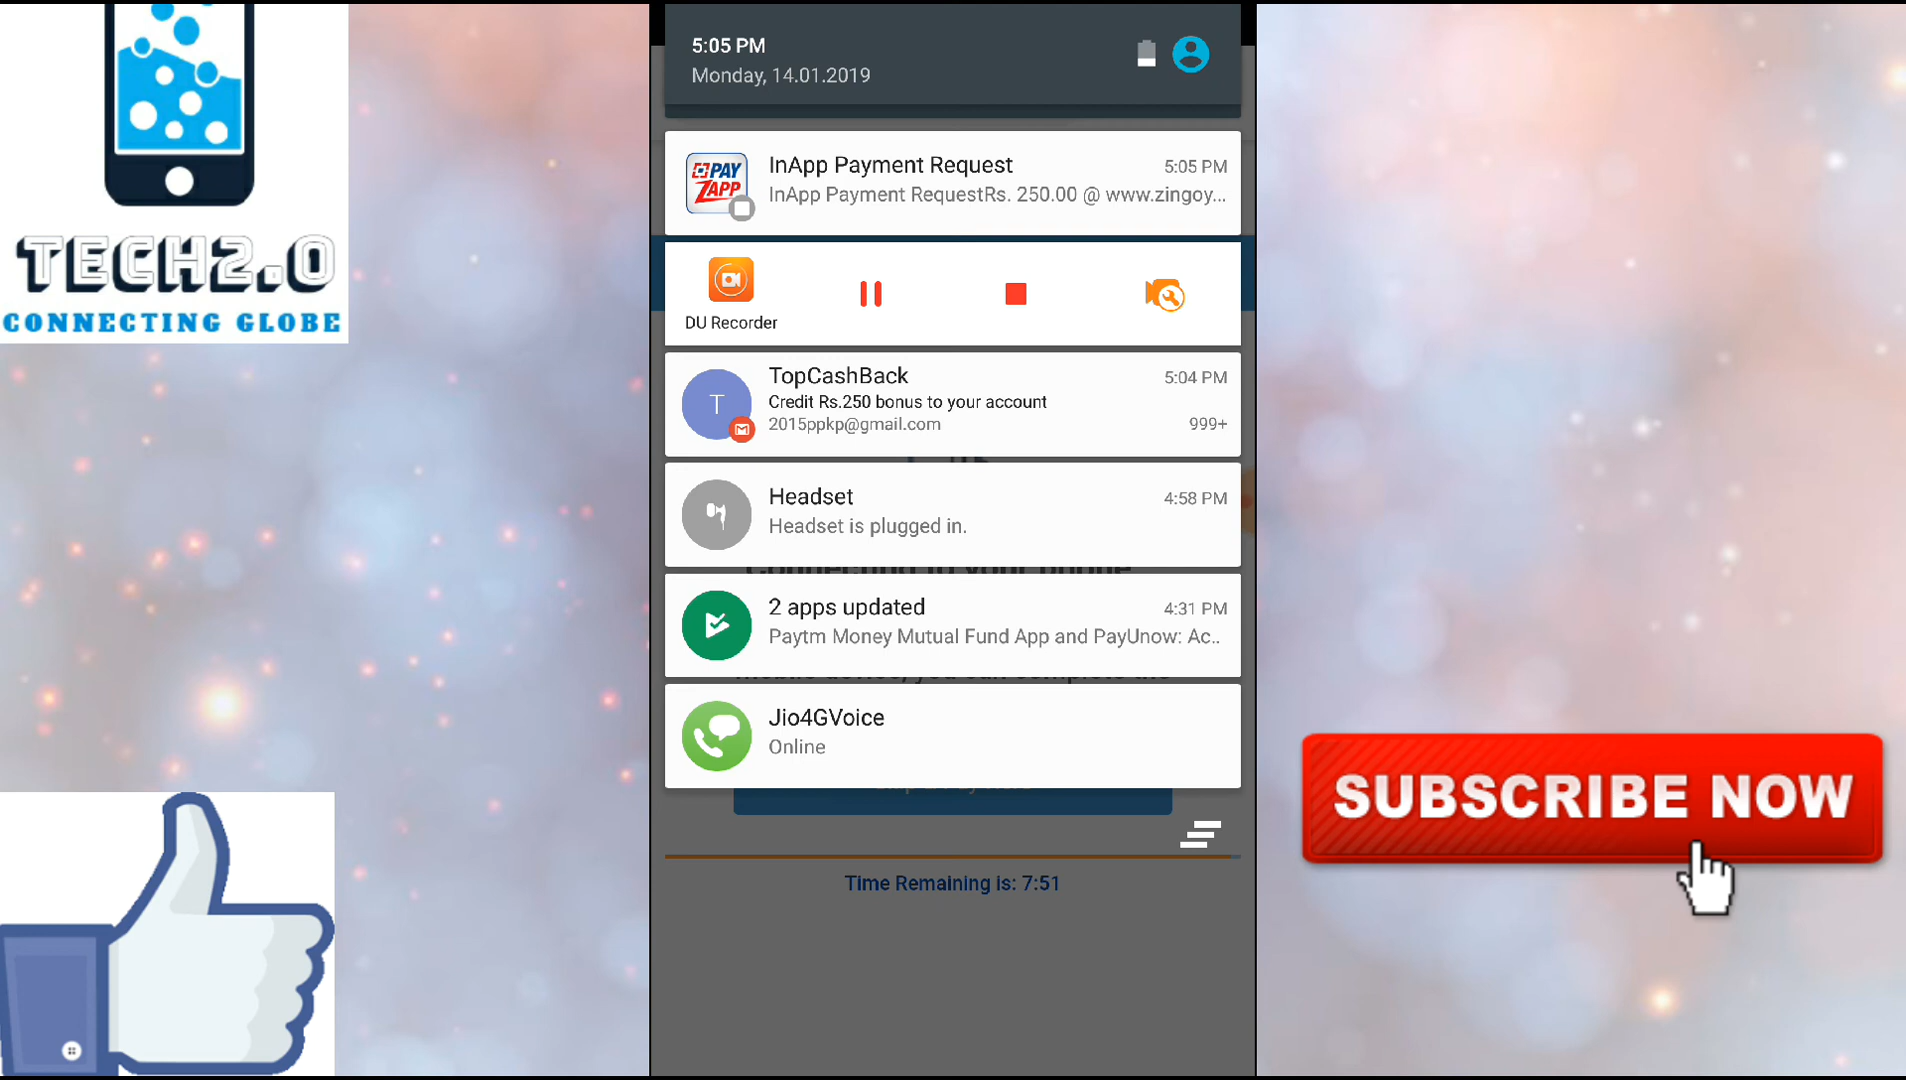 TECH2.0
CONNECTING GLOBE
5:05 PM
Monday, 14.01.2019
PAY
ZAPP
InApp Payment Request
5:05 PM
InApp Payment RequestRs. 250.00 @ www.zingoy...
DU Recorder
TopCashBack
5:04 PM
Credit Rs.250 bonus to your account
2015ppkp@gmail.com
999+
T
Headset
4:58 PM
Headset is plugged in.
2 apps updated
4:31 PM
Paytm Money Mutual Fund App and PayUnow: Ac..
Jio4GVoice
Online
Time Remaining is: 7:51
SUBSCRIBE NOW